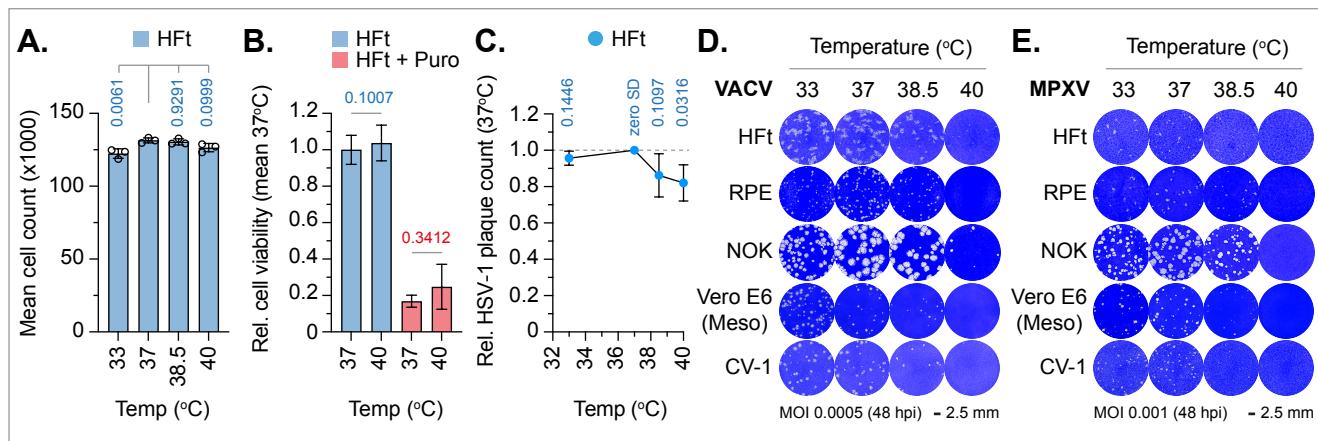 A.
HFt
0.0061
0.9291
0.0999
Mean cell count (x1000)
150
125
100
75
50
25
0
33
37
38.5
40
Temp (°C)
B.
HFt
HFt + Puro
0.1007
0.3412
Rel. cell viability (mean 37°C)
1.2
1.0
0.8
0.6
0.4
0.2
0
37
40
37
40
Temp (°C)
C.
HFt
0.1446
zero SD
0.1097
0.0316
Rel. HSV-1 plaque count (37°C)
1.2
1.0
0.8
0.6
0.4
0.2
0
32
34
36
38
40
Temp (°C)
D.
Temperature (°C)
VACV 33 37 38.5 40
HFt
RPE
NOK
Vero E6
(Meso)
CV-1
MOI 0.0005 (48 hpi) - 2.5 mm
E.
Temperature (°C)
MPXV 33 37 38.5 40
HFt
RPE
NOK
Vero E6
(Meso)
CV-1
MOI 0.001 (48 hpi) - 2.5 mm